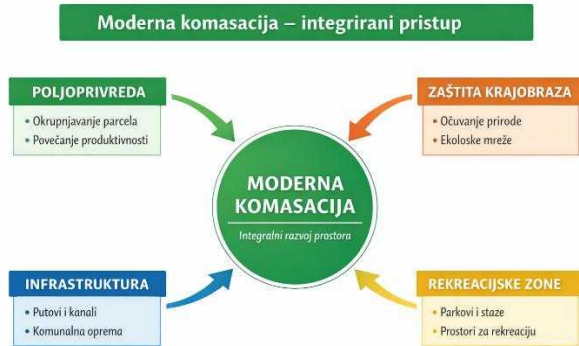 Moderna komasacija – integrirani pristup
POLJOPRIVREDA
• Okrupnjavanje parcela
• Povečanje produktivnosti
ZAŠTITA KRAJOBRAZA
• Očuvanje prirode
• Ekoloske mreže
MODERNA
KOMASACIJA
Integralni razvoj prostora
INFRASTRUKTURA
• Putovi i kanali
• Komunalna oprema
REKREACIJSKE ZONE
• Parkovi i staze
• Prostori za rekreaciju